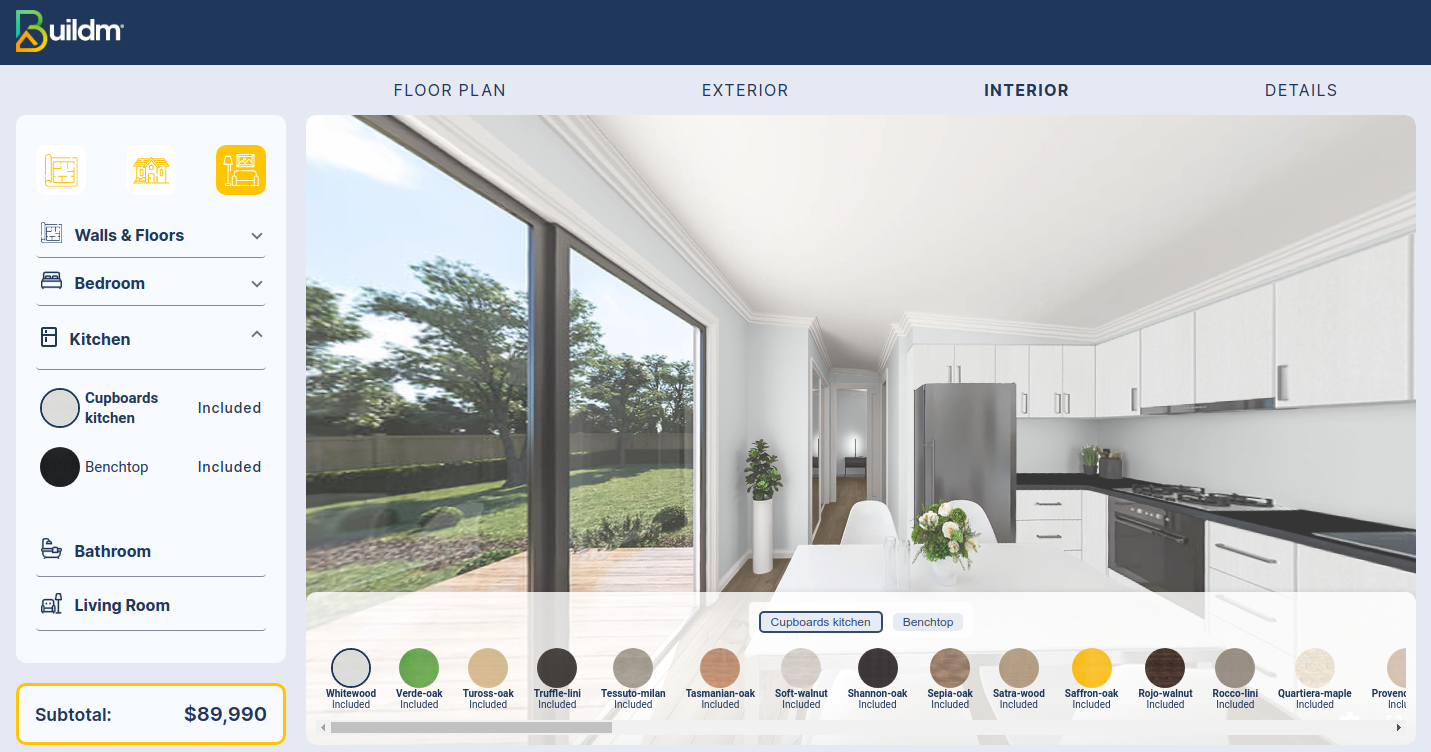 Buildm
FLOOR PLAN EXTERIOR INTERIOR DETAILS
Walls & Floors
Bedroom
Kitchen
Cupboards
kitchen
Included
Benchtop Included
Bathroom
Living Room
Subtotal: $89,990
Cupboards kitchen Benchtop
Whitewood Verde-oak Tuross-oak Truffle-lini Tessuto-milan Tasmanian-oak Soft-walnut Shannon-oak Sepia-oak Satra-wood Saffron-oak Rojo-walnut Rocco-lini Quartiera-maple Provenc
Included Included Included Included Included Included Included Included Included Included Included Included Included Included Included